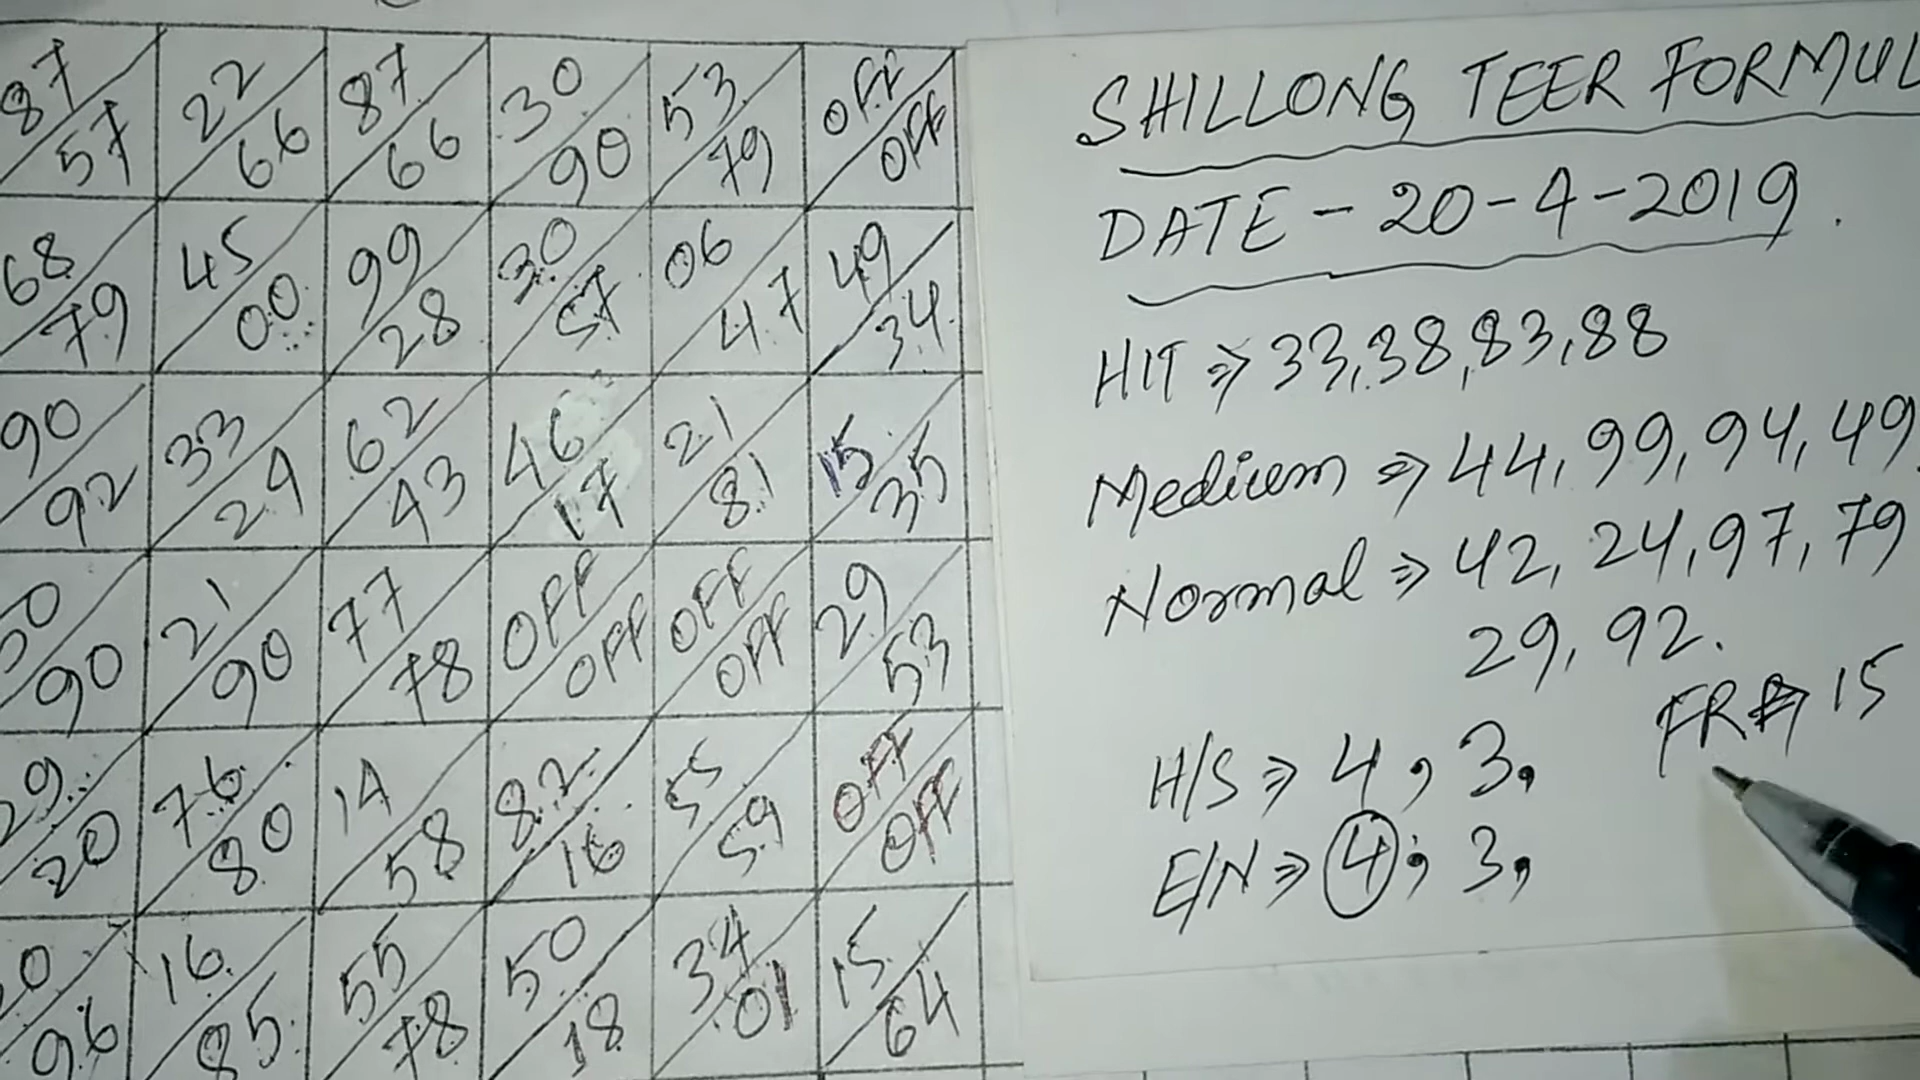 87/57 22/66 87/66 30/90 53/79 OFF/OFF
68/79 45/00 99/28 30/57 06/47 49/34
90/92 33/29 62/43 46/17 21/81 15/35
90 21/90 77/78 OFF/OFF OFF/OFF 29/53
29/20 76/80 14/58 82/16 55/59 OFF/OFF
96 16/85 55/78 50/18 34/01 15/64
SHILLONG TEER FORMUL
DATE - 20-4-2019.
HIT ⇒ 33,38,83,88
Medium ⇒ 44,99,94,49.
Normal ⇒ 42,24,97,79
29,92.
FR ⇒ 15
H/S ⇒ 4, 3,
E/N ⇒ 4, 3,